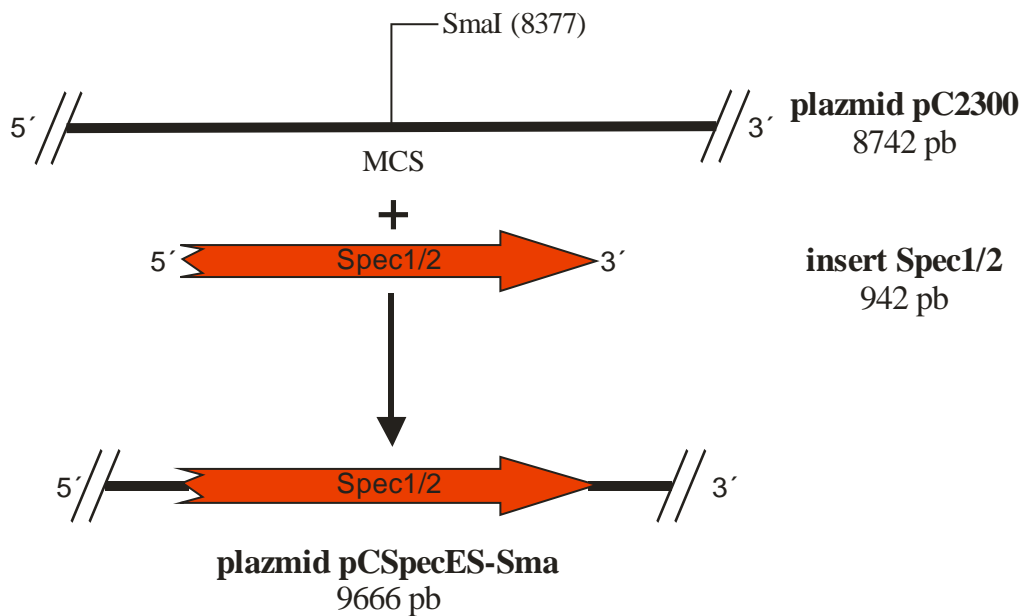 SmaI (8377)
5´
3´
plazmid pC2300
8742 pb
MCS
+
5´
Spec1/2
3´
insert Spec1/2
942 pb
5´
Spec1/2
3´
plazmid pCSpecES-Sma
9666 pb